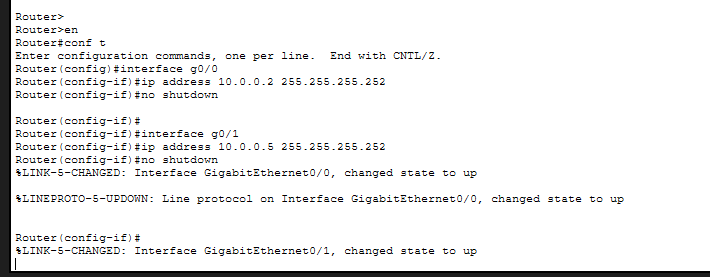 Router>
Router>en
Router#conf t
Enter configuration commands, one per line.  End with CNTL/Z.
Router(config)#interface g0/0
Router(config-if)#ip address 10.0.0.2 255.255.255.252
Router(config-if)#no shutdown
Router(config-if)#
Router(config-if)#interface g0/1
Router(config-if)#ip address 10.0.0.5 255.255.255.252
Router(config-if)#no shutdown
%LINK-5-CHANGED: Interface GigabitEthernet0/0, changed state to up
%LINEPROTO-5-UPDOWN: Line protocol on Interface GigabitEthernet0/0, changed state to up
Router(config-if)#
%LINK-5-CHANGED: Interface GigabitEthernet0/1, changed state to up